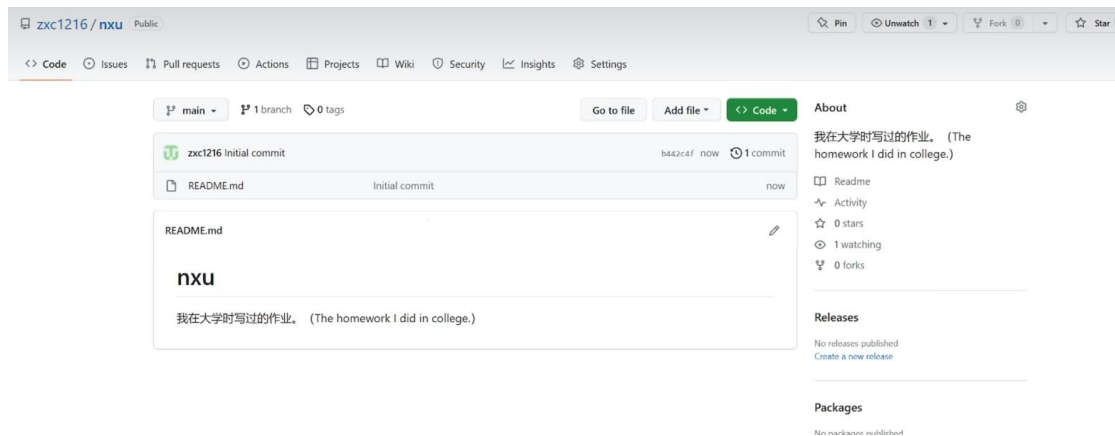 zxc1216 / nxu Public
Pin Unwatch 1 Fork 0 Star
<> Code Issues Pull requests Actions Projects Wiki Security Insights Settings
main 1 branch 0 tags Go to file Add file <> Code
zxc1216 Initial commit b442c4f now 1 commit
README.md Initial commit now
README.md
nxu
我在大学时写过的作业。 (The homework I did in college.)
About
我在大学时写过的作业。 (The
homework I did in college.)
Readme
Activity
0 stars
1 watching
0 forks
Releases
No releases published
Create a new release
Packages
No packages published